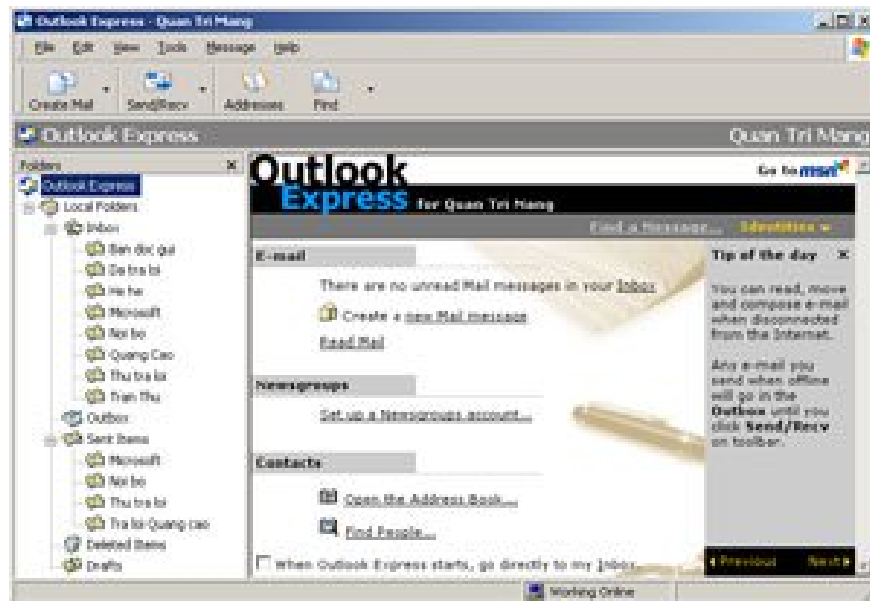 Outlook Express - Quan Tri Mang
File Edit View Tools Message Help
Create Mail Send/Recv Addresses Find
Outlook Express Quan Tri Mang
Folders
Outlook Express
Local Folders
Inbox
Ban doc gui
Da tra loi
He he
Microsoft
Noi bo
Quang Cao
Thu tra loi
Tran Thu
Outbox
Sent Items
Microsoft
Noi bo
Thu tra loi
Tra loi Quang cao
Deleted Items
Drafts
Go to msn
Outlook
Express for Quan Tri Mang
Find a Message... Identities
E-mail
There are no unread Mail messages in your Inbox
Create a new Mail message
Read Mail
Newsgroups
Set up a Newsgroups account...
Contacts
Open the Address Book...
Find People...
When Outlook Express starts, go directly to my Inbox.
Tip of the day
You can read, move
and compose e-mail
when disconnected
from the Internet.
Any e-mail you
send when offline
will go in the
Outbox until you
click Send/Recv
on toolbar.
Previous Next
Working Online